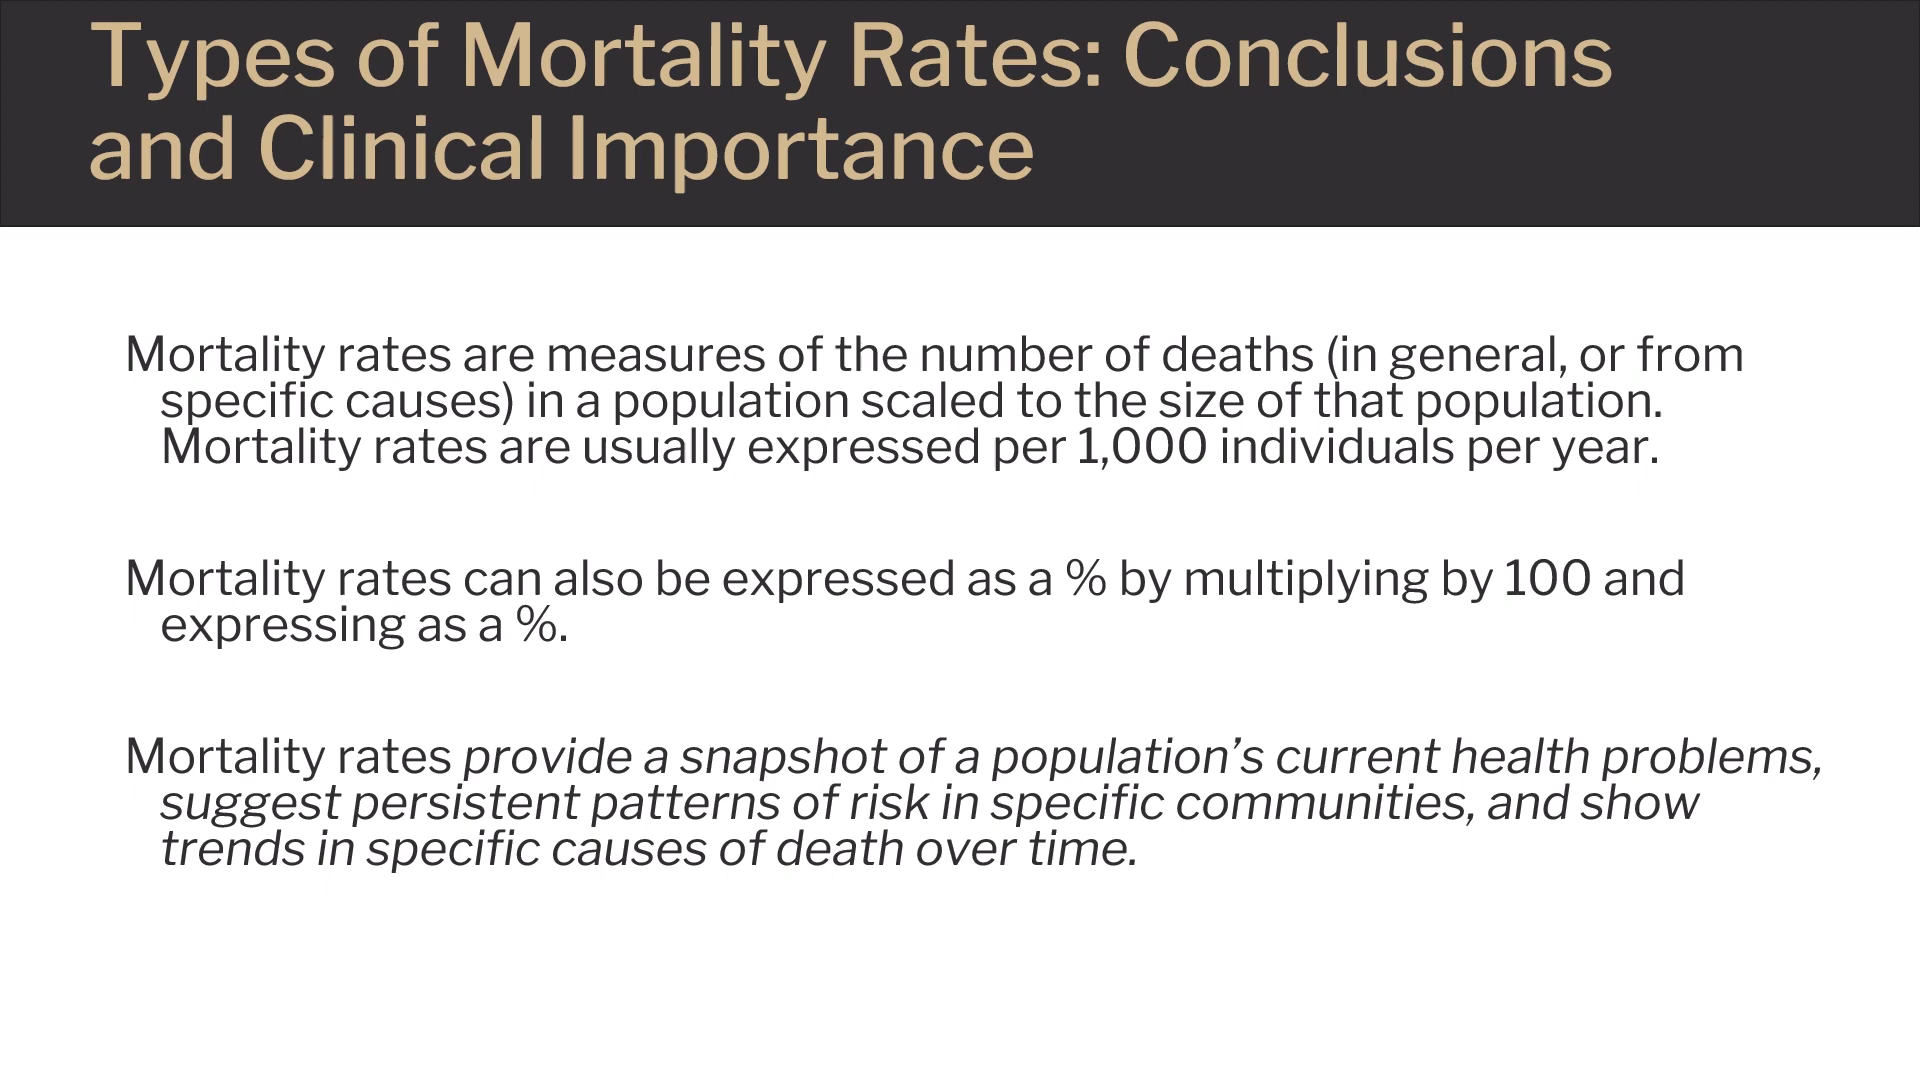 Types of Mortality Rates: Conclusions
and Clinical Importance
Mortality rates are measures of the number of deaths (in general, or from
specific causes) in a population scaled to the size of that population.
Mortality rates are usually expressed per 1,000 individuals per year.
Mortality rates can also be expressed as a % by multiplying by 100 and
expressing as a %.
Mortality rates provide a snapshot of a population’s current health problems,
suggest persistent patterns of risk in specific communities, and show
trends in specific causes of death over time.